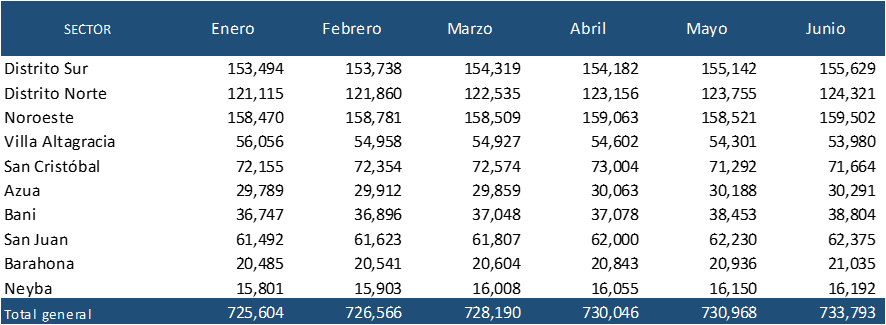 SECTOR Enero Febrero Marzo Abril Mayo Junio
Distrito Sur 153,494 153,738 154,319 154,182 155,142 155,629
Distrito Norte 121,115 121,860 122,535 123,156 123,755 124,321
Noroeste 158,470 158,781 158,509 159,063 158,521 159,502
Villa Altagracia 56,056 54,958 54,927 54,602 54,301 53,980
San Cristóbal 72,155 72,354 72,574 73,004 71,292 71,664
Azua 29,789 29,912 29,859 30,063 30,188 30,291
Bani 36,747 36,896 37,048 37,078 38,453 38,804
San Juan 61,492 61,623 61,807 62,000 62,230 62,375
Barahona 20,485 20,541 20,604 20,843 20,936 21,035
Neyba 15,801 15,903 16,008 16,055 16,150 16,192
Total general 725,604 726,566 728,190 730,046 730,968 733,793